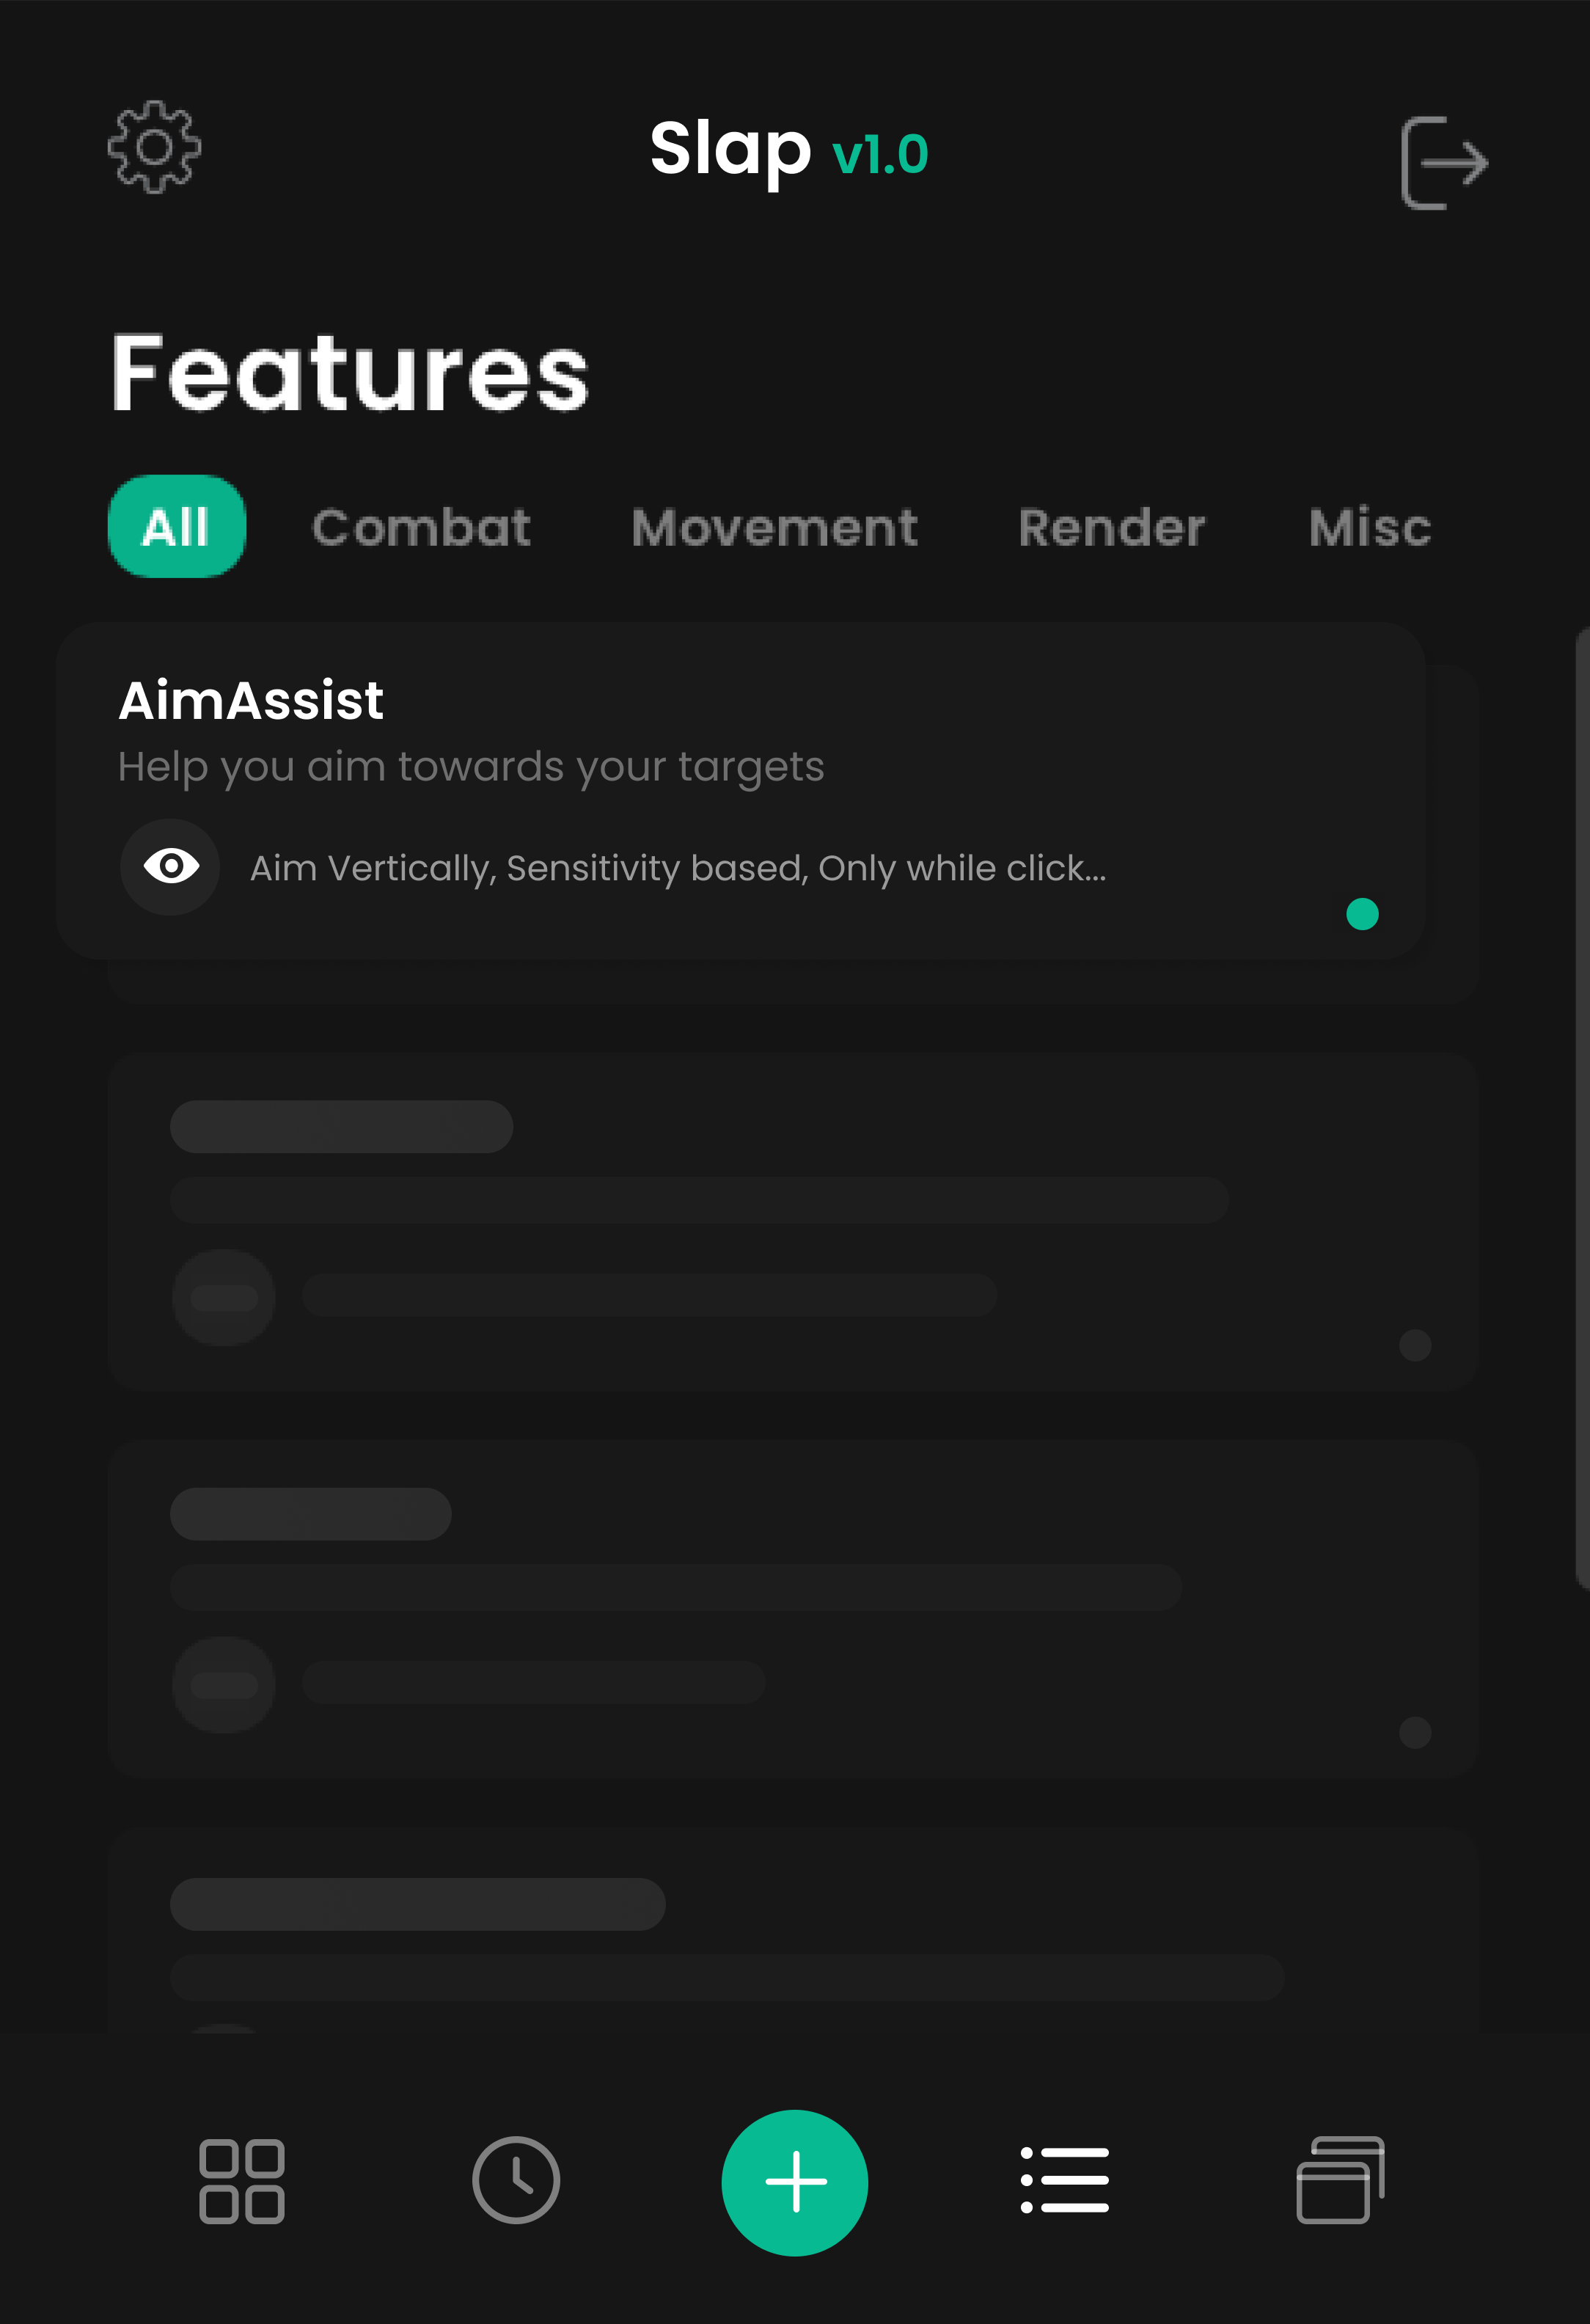 Slap v1.0
Features
All Combat Movement Render Misc
AimAssist
Help you aim towards your targets
Aim Vertically, Sensitivity based, Only while click...